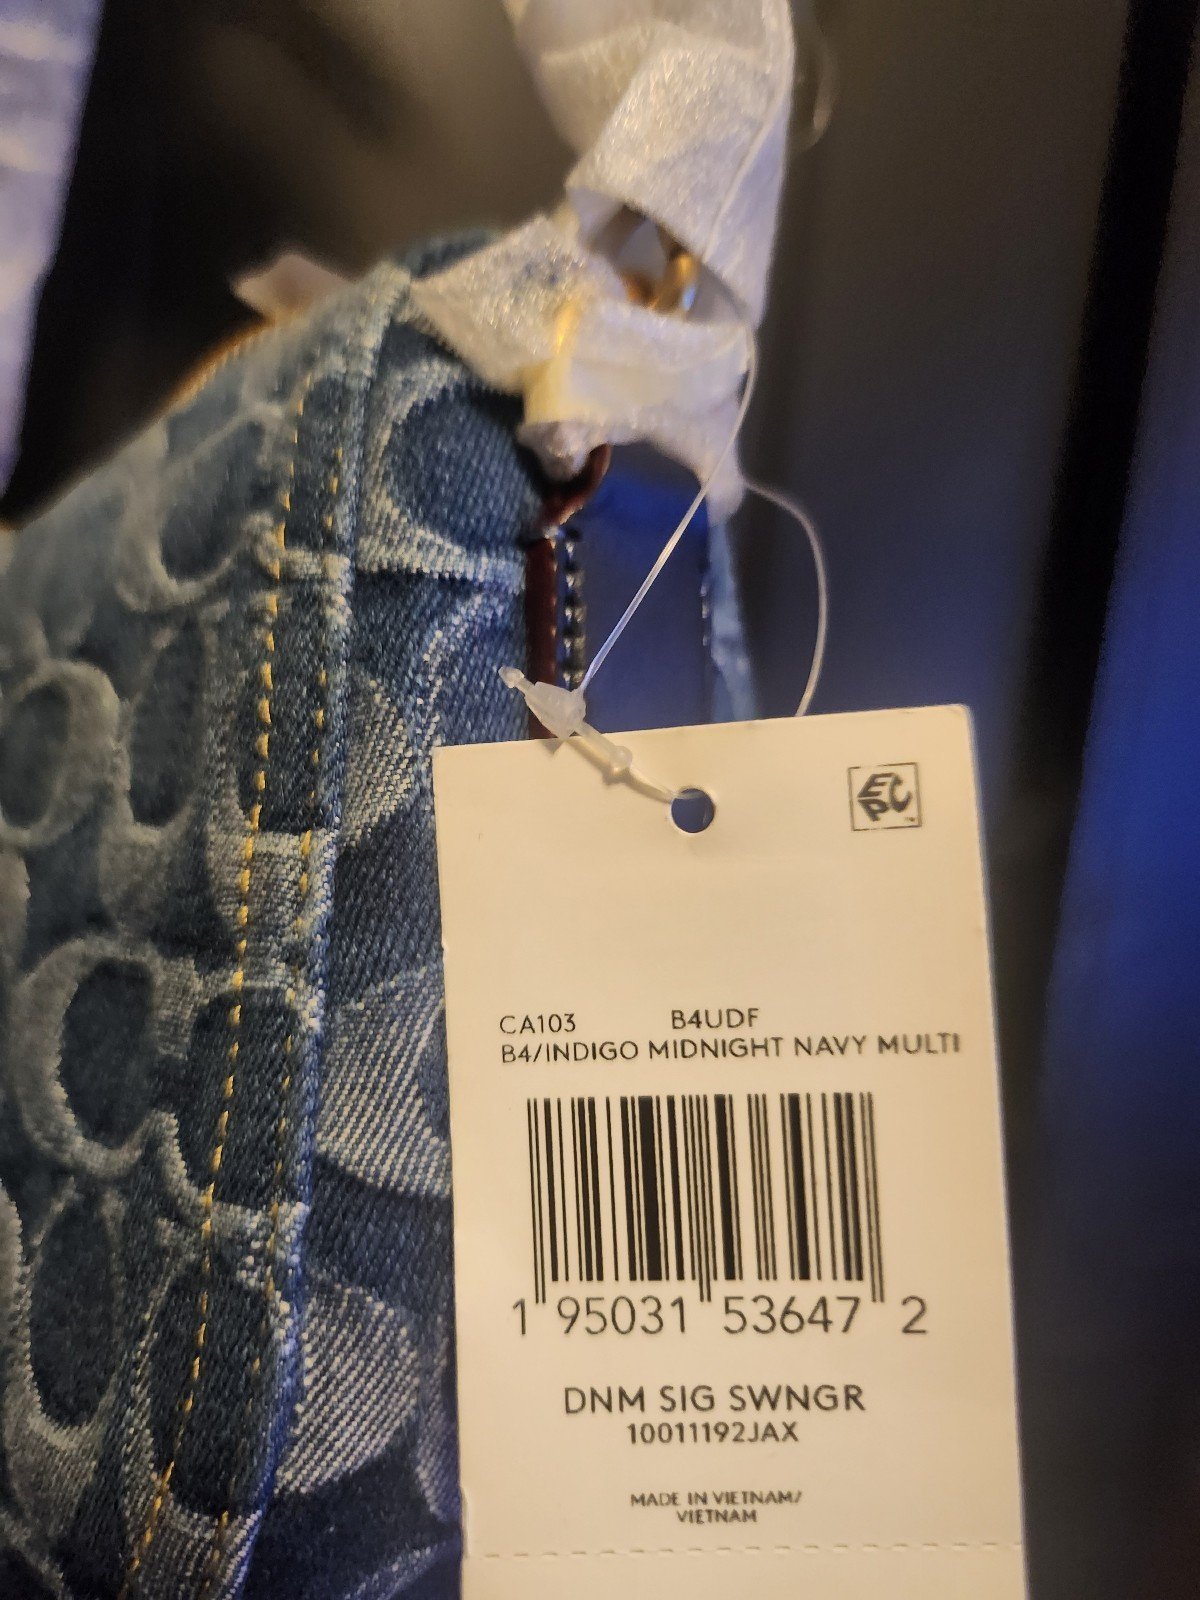 EPC
CA103 B4UDF
B4/INDIGO MIDNIGHT NAVY MULTI
1 95031 53647 2
DNM SIG SWNGR
10011192JAX
MADE IN VIETNAM/
VIETNAM